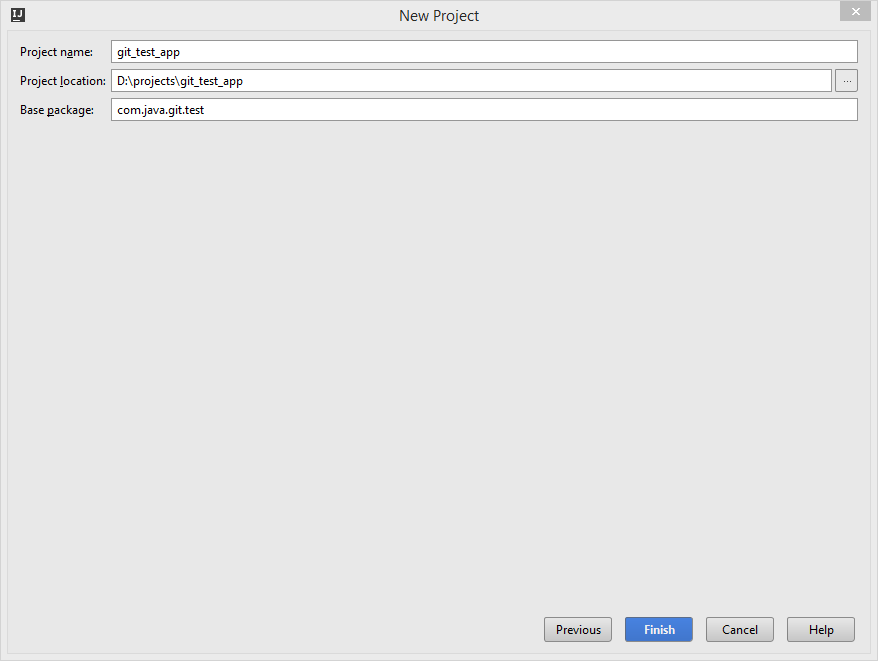 IJ
New Project
Project name: git_test_app
Project location: D:\projects\git_test_app ...
Base package: com.java.git.test
Previous Finish Cancel Help